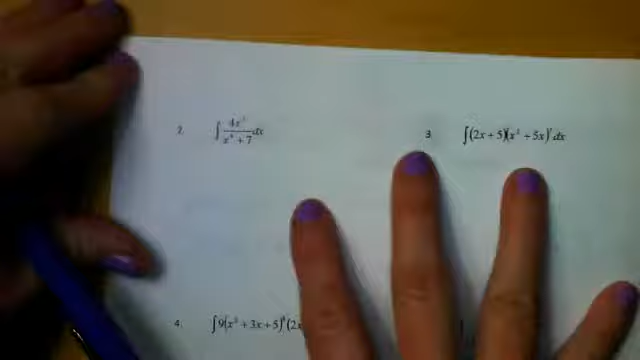 2. ∫ 4x³/(x⁴ + 7) dx
3. ∫(2x + 5)(x² + 5x)⁷ dx
4. ∫9(x² + 3x + 5)⁸(2x